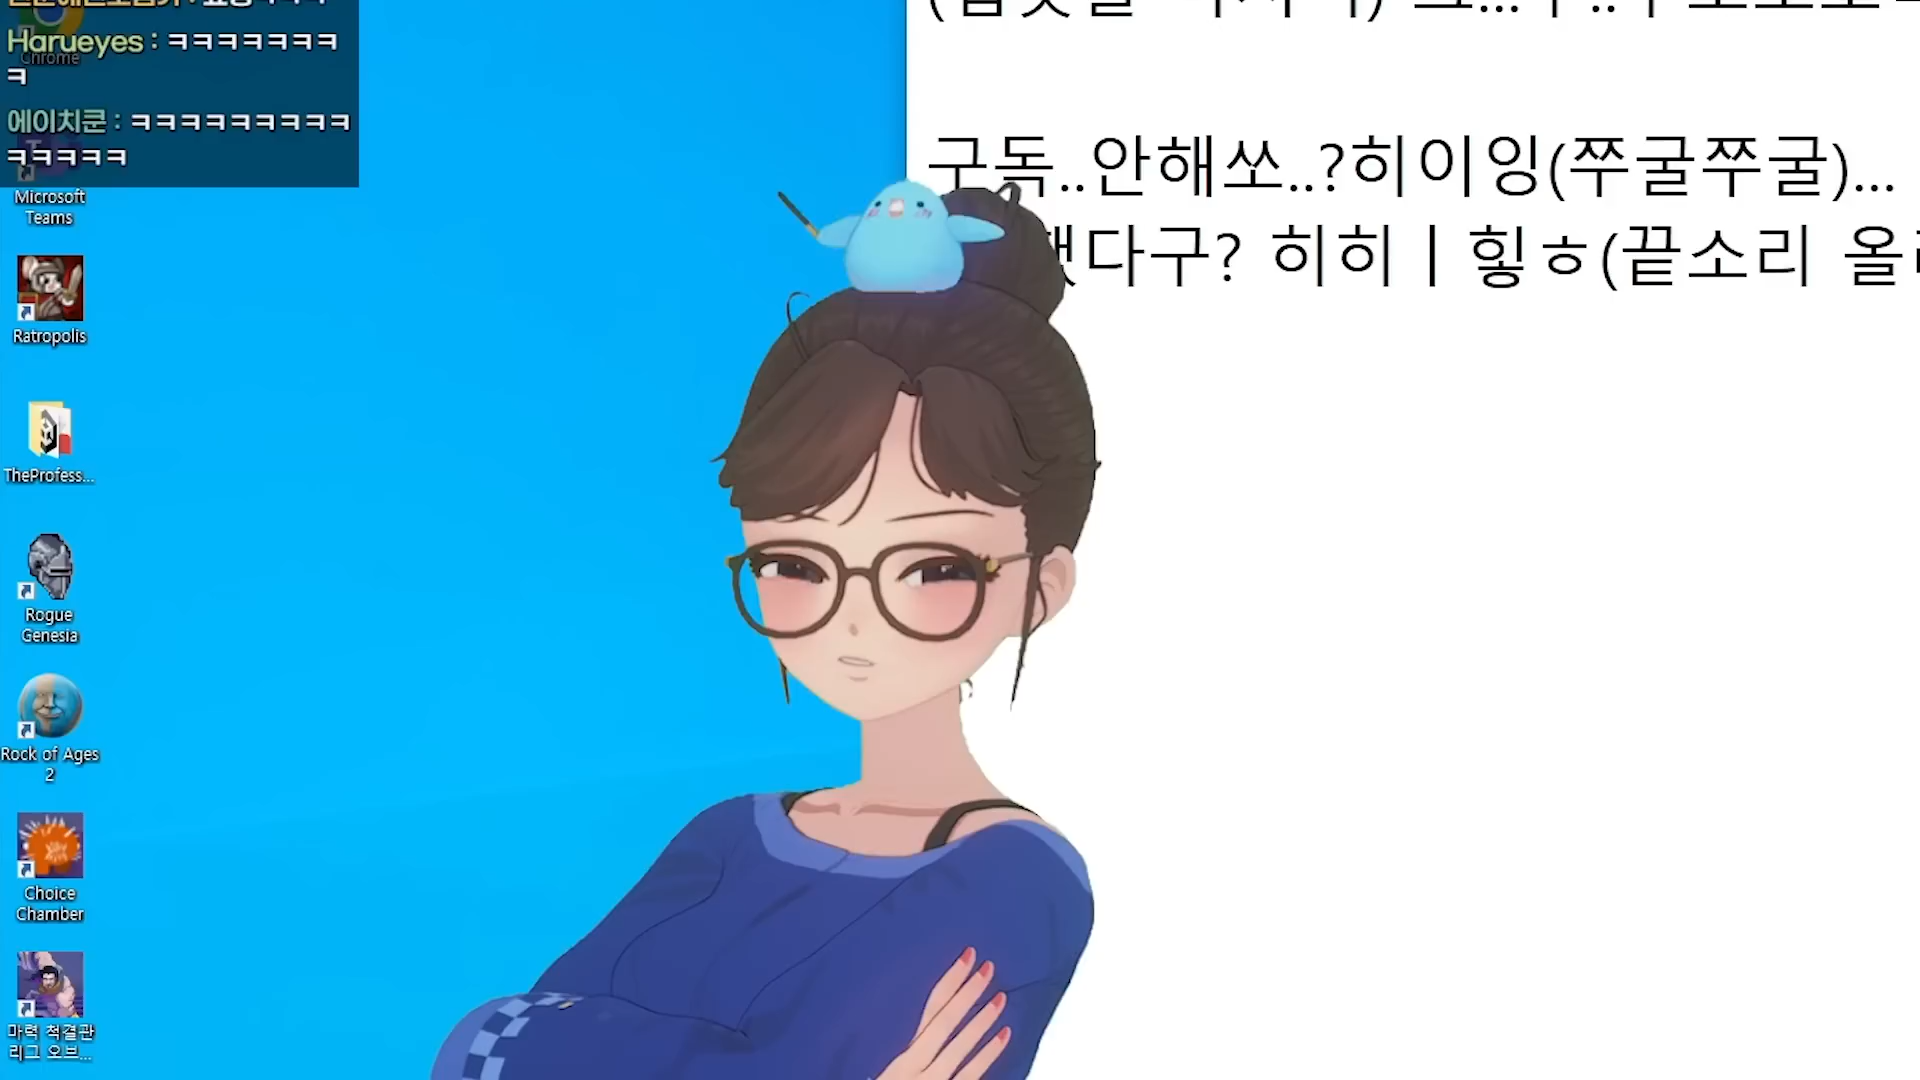 Harueyes : ㅋㅋㅋㅋㅋㅋㅋ
ㅋ
에이치쿤 : ㅋㅋㅋㅋㅋㅋㅋㅋㅋ
ㅋㅋㅋㅋㅋ
Chrome
Microsoft
Teams
Ratropolis
TheProfess...
Rogue
Genesia
Rock of Ages
2
Choice
Chamber
마력 척결관
리그 오브...
구독..안해쏘..?히이잉(쭈굴쭈굴)...
했다구? 히히ㅣ힣ㅎ(끝소리 올